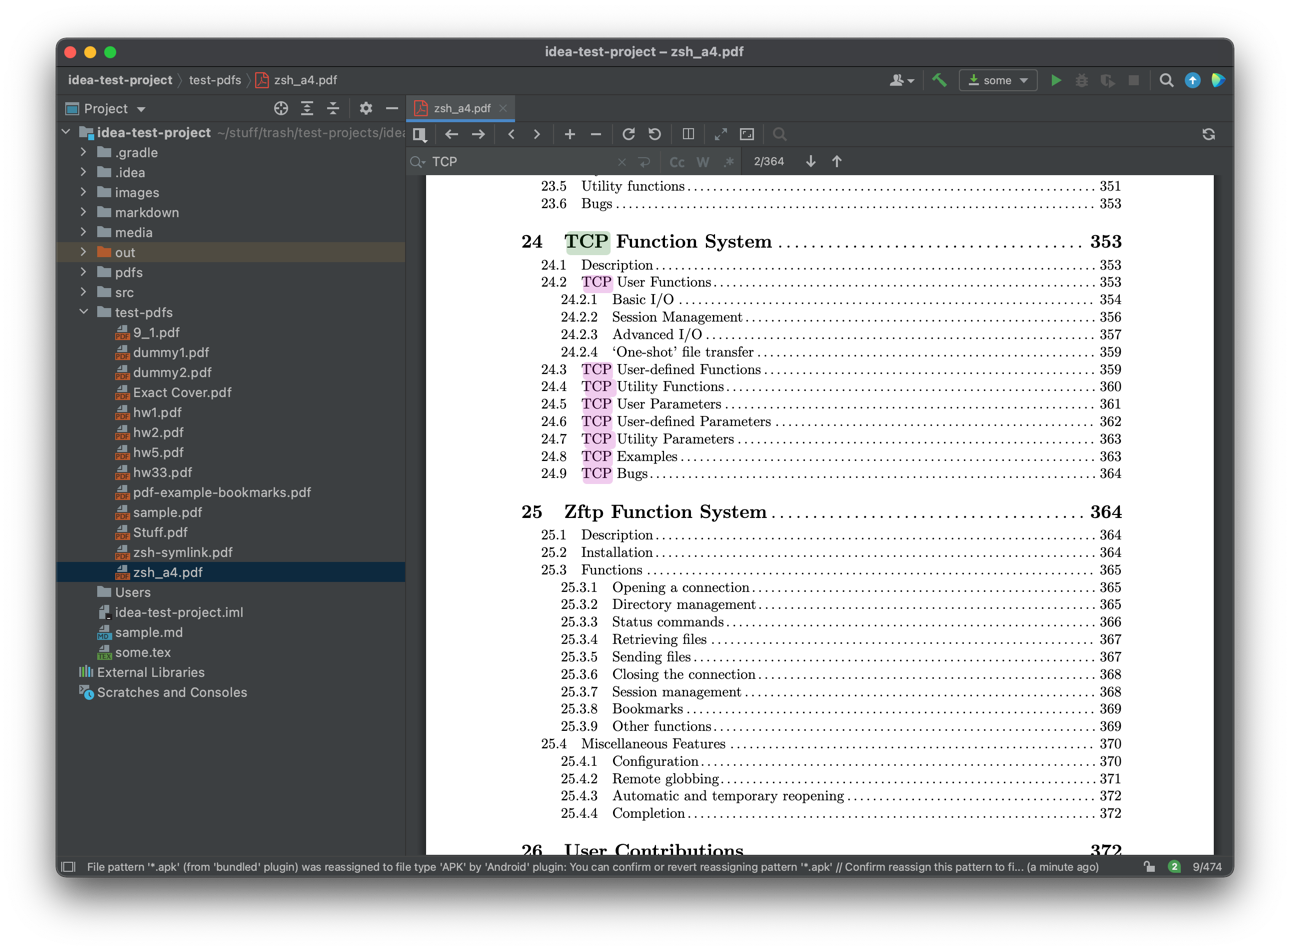 idea-test-project – zsh_a4.pdf
idea-test-project test-pdfs zsh_a4.pdf some
Project
zsh_a4.pdf
idea-test-project ~/stuff/trash/test-projects/idea
.gradle
.idea
images
markdown
media
out
pdfs
src
test-pdfs
9_1.pdf
dummy1.pdf
dummy2.pdf
Exact Cover.pdf
hw1.pdf
hw2.pdf
hw5.pdf
hw33.pdf
pdf-example-bookmarks.pdf
sample.pdf
Stuff.pdf
zsh-symlink.pdf
zsh_a4.pdf
Users
idea-test-project.iml
sample.md
some.tex
External Libraries
Scratches and Consoles
TCP Cc W .* 2/364
23.5 Utility functions 351
23.6 Bugs 353
24 TCP Function System 353
24.1 Description 353
24.2 TCP User Functions 353
24.2.1 Basic I/O 354
24.2.2 Session Management 356
24.2.3 Advanced I/O 357
24.2.4 ‘One-shot’ file transfer 359
24.3 TCP User-defined Functions 359
24.4 TCP Utility Functions 360
24.5 TCP User Parameters 361
24.6 TCP User-defined Parameters 362
24.7 TCP Utility Parameters 363
24.8 TCP Examples 363
24.9 TCP Bugs 364
25 Zftp Function System 364
25.1 Description 364
25.2 Installation 364
25.3 Functions 365
25.3.1 Opening a connection 365
25.3.2 Directory management 365
25.3.3 Status commands 366
25.3.4 Retrieving files 367
25.3.5 Sending files 367
25.3.6 Closing the connection 368
25.3.7 Session management 368
25.3.8 Bookmarks 369
25.3.9 Other functions 369
25.4 Miscellaneous Features 370
25.4.1 Configuration 370
25.4.2 Remote globbing 371
25.4.3 Automatic and temporary reopening 372
25.4.4 Completion 372
26 User Contributions 372
File pattern '*.apk' (from 'bundled' plugin) was reassigned to file type 'APK' by 'Android' plugin: You can confirm or revert reassigning pattern '*.apk' // Confirm reassign this pattern to fi... (a minute ago) 2 9/474